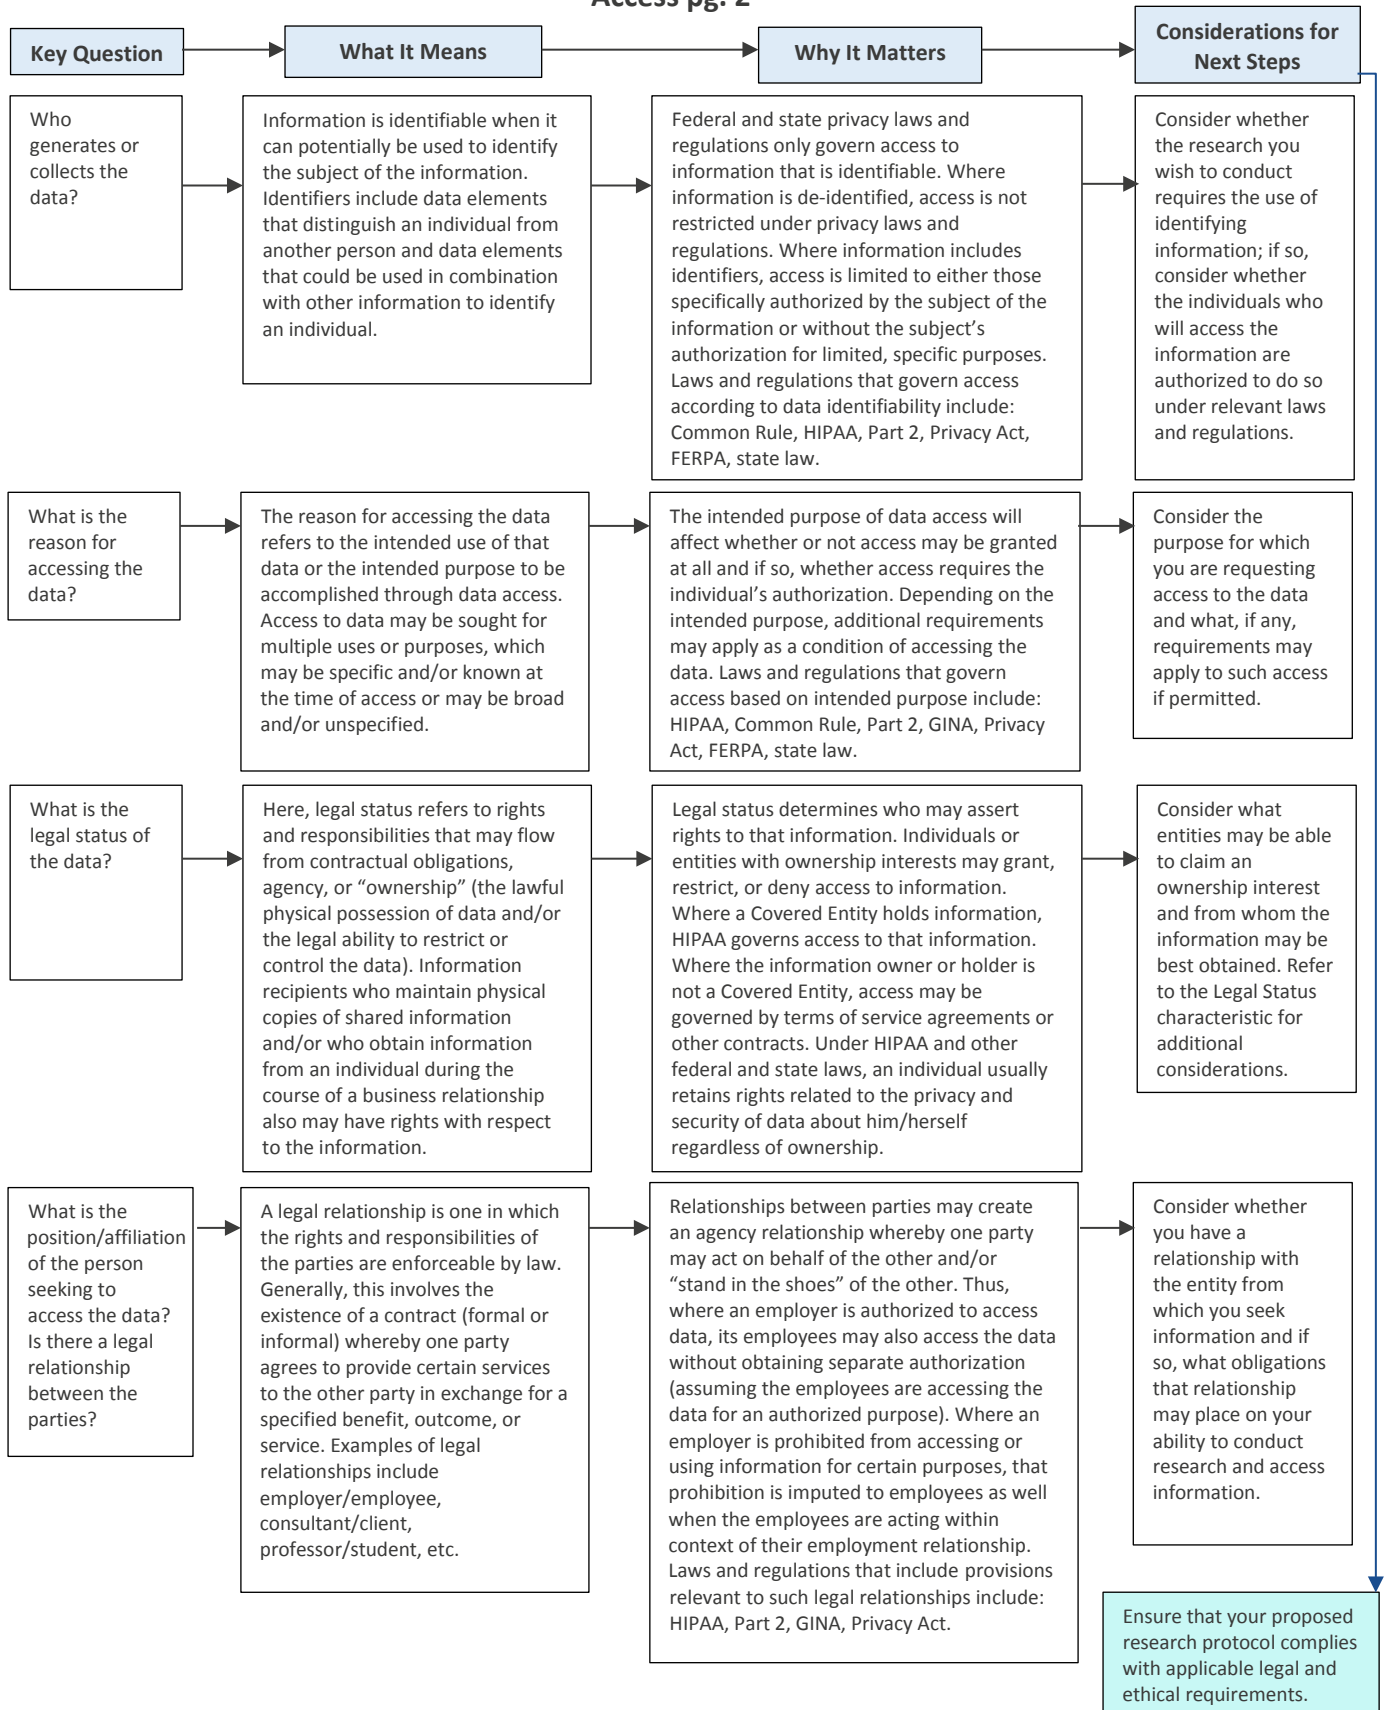 Access pg. 2
Key Question
What It Means
Why It Matters
Considerations for
Next Steps
Who
generates or
collects the
data?
Information is identifiable when it
can potentially be used to identify
the subject of the information.
Identifiers include data elements
that distinguish an individual from
another person and data elements
that could be used in combination
with other information to identify
an individual.
Federal and state privacy laws and
regulations only govern access to
information that is identifiable. Where
information is de-identified, access is not
restricted under privacy laws and
regulations. Where information includes
identifiers, access is limited to either those
specifically authorized by the subject of the
information or without the subject's
authorization for limited, specific purposes.
Laws and regulations that govern access
according to data identifiability include:
Common Rule, HIPAA, Part 2, Privacy Act,
FERPA, state law.
Consider whether
the research you
wish to conduct
requires the use of
identifying
information; if so,
consider whether
the individuals who
will access the
information are
authorized to do so
under relevant laws
and regulations.
What is the
reason for
accessing the
data?
The reason for accessing the data
refers to the intended use of that
data or the intended purpose to be
accomplished through data access.
Access to data may be sought for
multiple uses or purposes, which
may be specific and/or known at
the time of access or may be broad
and/or unspecified.
The intended purpose of data access will
affect whether or not access may be granted
at all and if so, whether access requires the
individual's authorization. Depending on the
intended purpose, additional requirements
may apply as a condition of accessing the
data. Laws and regulations that govern
access based on intended purpose include:
HIPAA, Common Rule, Part 2, GINA, Privacy
Act, FERPA, state law.
Consider the
purpose for which
you are requesting
access to the data
and what, if any,
requirements may
apply to such access
if permitted.
What is the
legal status of
the data?
Here, legal status refers to rights
and responsibilities that may flow
from contractual obligations,
agency, or “ownership” (the lawful
physical possession of data and/or
the legal ability to restrict or
control the data). Information
recipients who maintain physical
copies of shared information
and/or who obtain information
from an individual during the
course of a business relationship
also may have rights with respect
to the information.
Legal status determines who may assert
rights to that information. Individuals or
entities with ownership interests may grant,
restrict, or deny access to information.
Where a Covered Entity holds information,
HIPAA governs access to that information.
Where the information owner or holder is
not a Covered Entity, access may be
governed by terms of service agreements or
other contracts. Under HIPAA and other
federal and state laws, an individual usually
retains rights related to the privacy and
security of data about him/herself
regardless of ownership.
Consider what
entities may be able
to claim an
ownership interest
and from whom the
information may be
best obtained. Refer
to the Legal Status
characteristic for
additional
considerations.
What is the
position/affiliation
of the person
seeking to
access the data?
Is there a legal
relationship
between the
parties?
A legal relationship is one in which
the rights and responsibilities of
the parties are enforceable by law.
Generally, this involves the
existence of a contract (formal or
informal) whereby one party
agrees to provide certain services
to the other party in exchange for a
specified benefit, outcome, or
service. Examples of legal
relationships include
employer/employee,
consultant/client,
professor/student, etc.
Relationships between parties may create
an agency relationship whereby one party
may act on behalf of the other and/or
“stand in the shoes” of the other. Thus,
where an employer is authorized to access
data, its employees may also access the data
without obtaining separate authorization
(assuming the employees are accessing the
data for an authorized purpose). Where an
employer is prohibited from accessing or
using information for certain purposes, that
prohibition is imputed to employees as well
when the employees are acting within
context of their employment relationship.
Laws and regulations that include provisions
relevant to such legal relationships include:
HIPAA, Part 2, GINA, Privacy Act.
Consider whether
you have a
relationship with
the entity from
which you seek
information and if
so, what obligations
that relationship
may place on your
ability to conduct
research and access
information.
Ensure that your proposed
research protocol complies
with applicable legal and
ethical requirements.